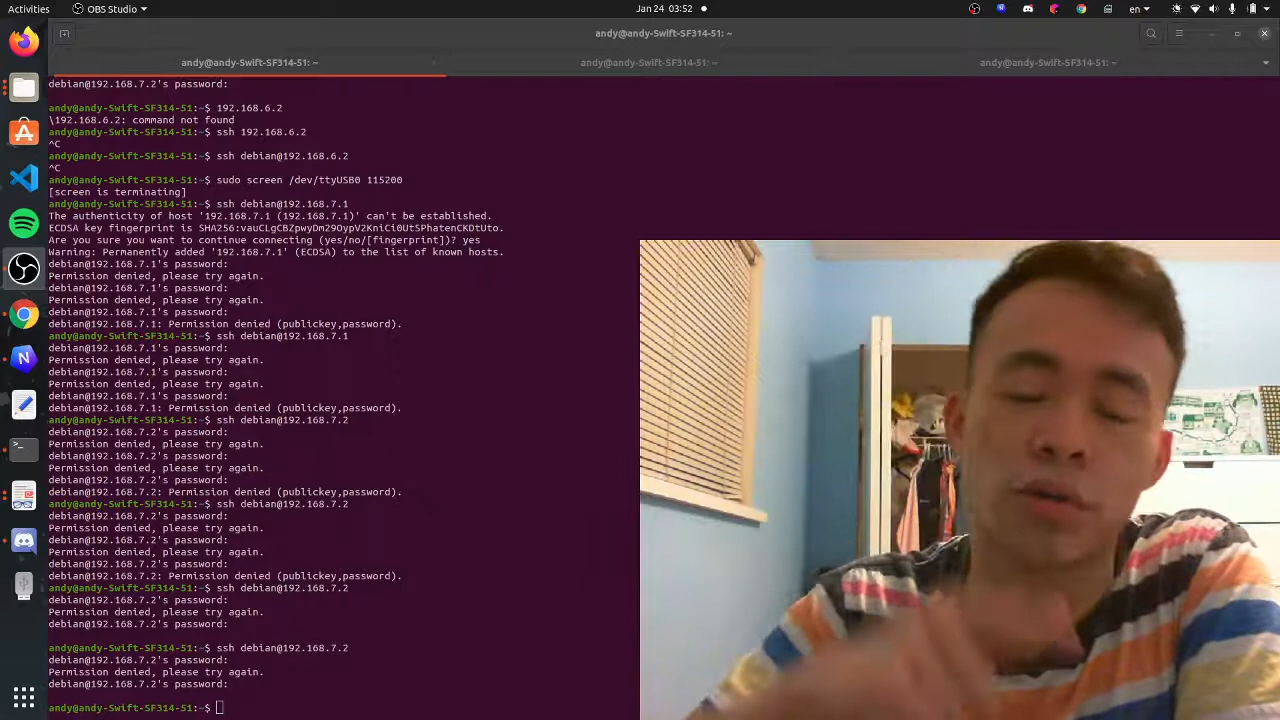 Activities
OBS Studio
Jan 24 03:52
en
andy@andy-Swift-SF314-51: ~
andy@andy-Swift-SF314-51: ~
andy@andy-Swift-SF314-51: ~
andy@andy-Swift-SF314-51: ~
debian@192.168.7.2's password:
andy@andy-Swift-SF314-51:~$ 192.168.6.2
\192.168.6.2: command not found
andy@andy-Swift-SF314-51:~$ ssh 192.168.6.2
^C
andy@andy-Swift-SF314-51:~$ ssh debian@192.168.6.2
^C
andy@andy-Swift-SF314-51:~$ sudo screen /dev/ttyUSB0 115200
[screen is terminating]
andy@andy-Swift-SF314-51:~$ ssh debian@192.168.7.1
The authenticity of host '192.168.7.1 (192.168.7.1)' can't be established.
ECDSA key fingerprint is SHA256:vauCLgCBZpwyDm29OypV2KniCi0UtSPhatenCKDtUto.
Are you sure you want to continue connecting (yes/no/[fingerprint])? yes
Warning: Permanently added '192.168.7.1' (ECDSA) to the list of known hosts.
debian@192.168.7.1's password:
Permission denied, please try again.
debian@192.168.7.1's password:
Permission denied, please try again.
debian@192.168.7.1's password:
debian@192.168.7.1: Permission denied (publickey,password).
andy@andy-Swift-SF314-51:~$ ssh debian@192.168.7.1
debian@192.168.7.1's password:
Permission denied, please try again.
debian@192.168.7.1's password:
Permission denied, please try again.
debian@192.168.7.1's password:
debian@192.168.7.1: Permission denied (publickey,password).
andy@andy-Swift-SF314-51:~$ ssh debian@192.168.7.2
debian@192.168.7.2's password:
Permission denied, please try again.
debian@192.168.7.2's password:
Permission denied, please try again.
debian@192.168.7.2's password:
debian@192.168.7.2: Permission denied (publickey,password).
andy@andy-Swift-SF314-51:~$ ssh debian@192.168.7.2
debian@192.168.7.2's password:
Permission denied, please try again.
debian@192.168.7.2's password:
Permission denied, please try again.
debian@192.168.7.2's password:
debian@192.168.7.2: Permission denied (publickey,password).
andy@andy-Swift-SF314-51:~$ ssh debian@192.168.7.2
debian@192.168.7.2's password:
Permission denied, please try again.
debian@192.168.7.2's password:
andy@andy-Swift-SF314-51:~$ ssh debian@192.168.7.2
debian@192.168.7.2's password:
Permission denied, please try again.
debian@192.168.7.2's password:
andy@andy-Swift-SF314-51:~$